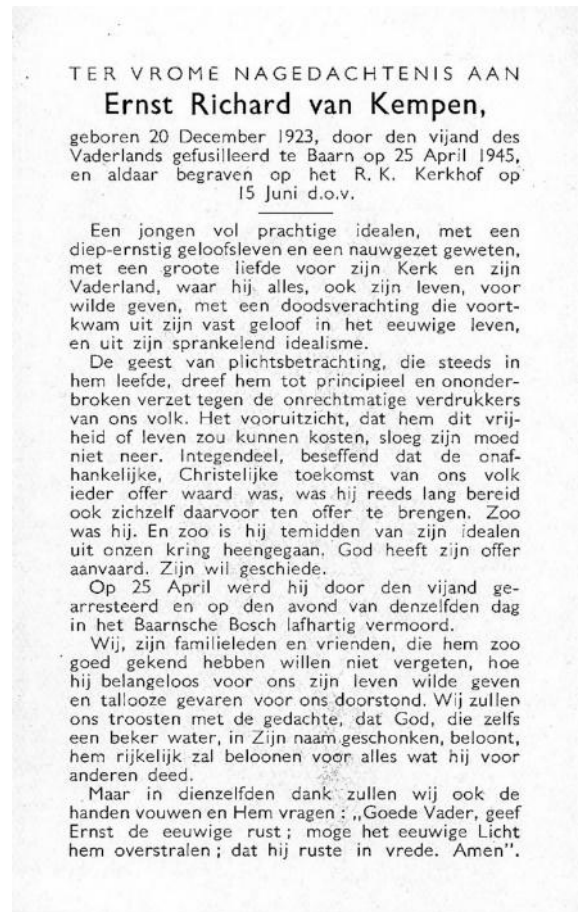 TER VROME NAGEDACHTENIS AAN
Ernst Richard van Kempen,
geboren 20 December 1923, door den vijand des
Vaderlands gefusilleerd te Baarn op 25 April 1945,
en aldaar begraven op het R. K. Kerkhof op
15 Juni d.o.v.
Een jongen vol prachtige idealen, met een
diep-ernstig geloofsleven en een nauwgezet geweten,
met een groote liefde voor zijn Kerk en zijn
Vaderland, waar hij alles, ook zijn leven, voor
wilde geven, met een doodsverachting die voort-
kwam uit zijn vast geloof in het eeuwige leven,
en uit zijn sprankelend idealisme.
De geest van plichtsbetrachting, die steeds in
hem leefde, dreef hem tot principieel en ononder-
broken verzet tegen de onrechtmatige verdrukkers
van ons volk. Het vooruitzicht, dat hem dit vrij-
heid of leven zou kunnen kosten, sloeg zijn moed
niet neer. Integendeel, beseffend dat de onaf-
hankelijke, Christelijke toekomst van ons volk
ieder offer waard was, was hij reeds lang bereid
ook zichzelf daarvoor ten offer te brengen. Zoo
was hij. En zoo is hij temidden van zijn idealen
uit onzen kring heengegaan. God heeft zijn offer
aanvaard. Zijn wil geschiede.
Op 25 April werd hij door den vijand ge-
arresteerd en op den avond van denzelfden dag
in het Baarnsche Bosch lafhartig vermoord.
Wij, zijn familieleden en vrienden, die hem zoo
goed gekend hebben willen niet vergeten, hoe
hij belangeloos voor ons zijn leven wilde geven
en tallooze gevaren voor ons doorstond. Wij zullen
ons troosten met de gedachte, dat God, die zelfs
een beker water, in Zijn naam geschonken, beloont,
hem rijkelijk zal beloonen voor alles wat hij voor
anderen deed.
Maar in dienzelfden dank zullen wij ook de
handen vouwen en Hem vragen : „Goede Vader, geef
Ernst de eeuwige rust ; moge het eeuwige Licht
hem overstralen ; dat hij ruste in vrede. Amen”.